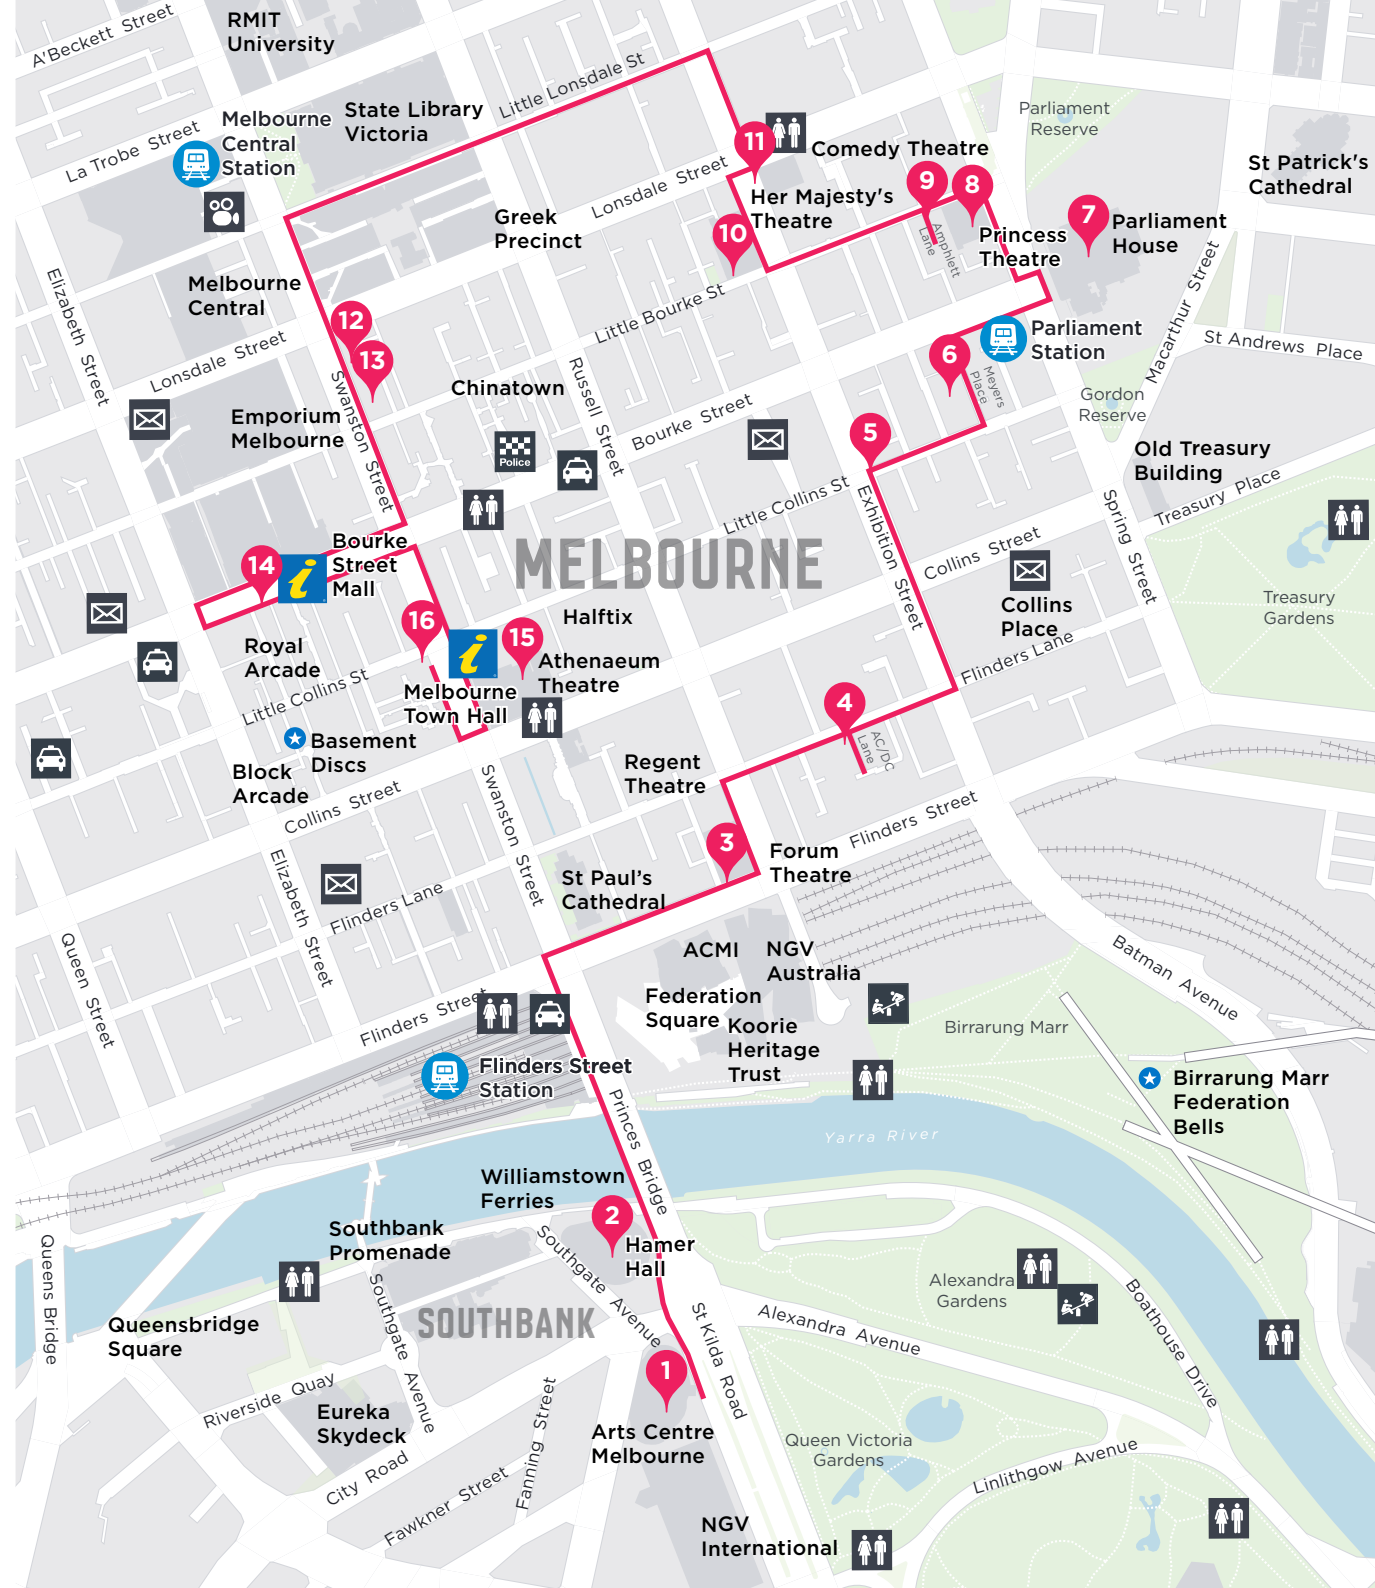 A'Beckett Street
RMIT
University
Little Lonsdale St
State Library
Victoria
Melbourne
Central
Station
La Trobe Street
Parliament
Reserve
11
Comedy Theatre
St Patrick's
Cathedral
Lonsdale Street
9
8
Her Majesty's
Theatre
7
Parliament
House
Greek
Precinct
10
Amphlett
Lane
Princess
Theatre
Macarthur Street
Melbourne
Central
Elizabeth Street
Little Bourke St
12
13
6
Parliament
Station
St Andrews Place
Lonsdale Street
Swanston Street
Chinatown
Russell Street
Meyers
Place
Gordon
Reserve
Emporium
Melbourne
Bourke Street
5
Police
Old Treasury
Building
Treasury Place
Little Collins St
Exhibition Street
Spring Street
MELBOURNE
Collins Street
Bourke
Street
Mall
14
i
Collins
Place
Treasury
Gardens
Halftix
16
i
15
Royal
Arcade
Athenaeum
Theatre
Flinders Lane
Little Collins St
Melbourne
Town Hall
4
AC/DC
Lane
Basement
Discs
Block
Arcade
Regent
Theatre
Collins Street
Swanston Street
Flinders Street
3
Forum
Theatre
Elizabeth Street
St Paul's
Cathedral
Flinders Lane
Queen Street
ACMI
NGV
Australia
Batman Avenue
Flinders Street
Federation
Square
Koorie
Heritage
Trust
Birrarung Marr
Flinders Street
Station
Birrarung Marr
Federation
Bells
Princes Bridge
Yarra River
Williamstown
Ferries
2
Hamer
Hall
Southbank
Promenade
Southgate Avenue
Queens Bridge
Southgate Avenue
Alexandra
Gardens
Boathouse Drive
SOUTHBANK
Queensbridge
Square
St Kilda Road
Alexandra Avenue
1
Riverside Quay
Eureka
Skydeck
Fanning Street
Arts Centre
Melbourne
Queen Victoria
Gardens
City Road
Linlithgow Avenue
Fawkner Street
NGV
International